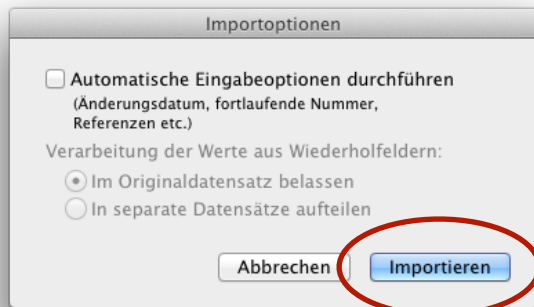 Importoptionen
Automatische Eingabeoptionen durchführen
(Änderungsdatum, fortlaufende Nummer,
Referenzen etc.)
Verarbeitung der Werte aus Wiederholfeldern:
Im Originaldatensatz belassen
In separate Datensätze aufteilen
Abbrechen Importieren